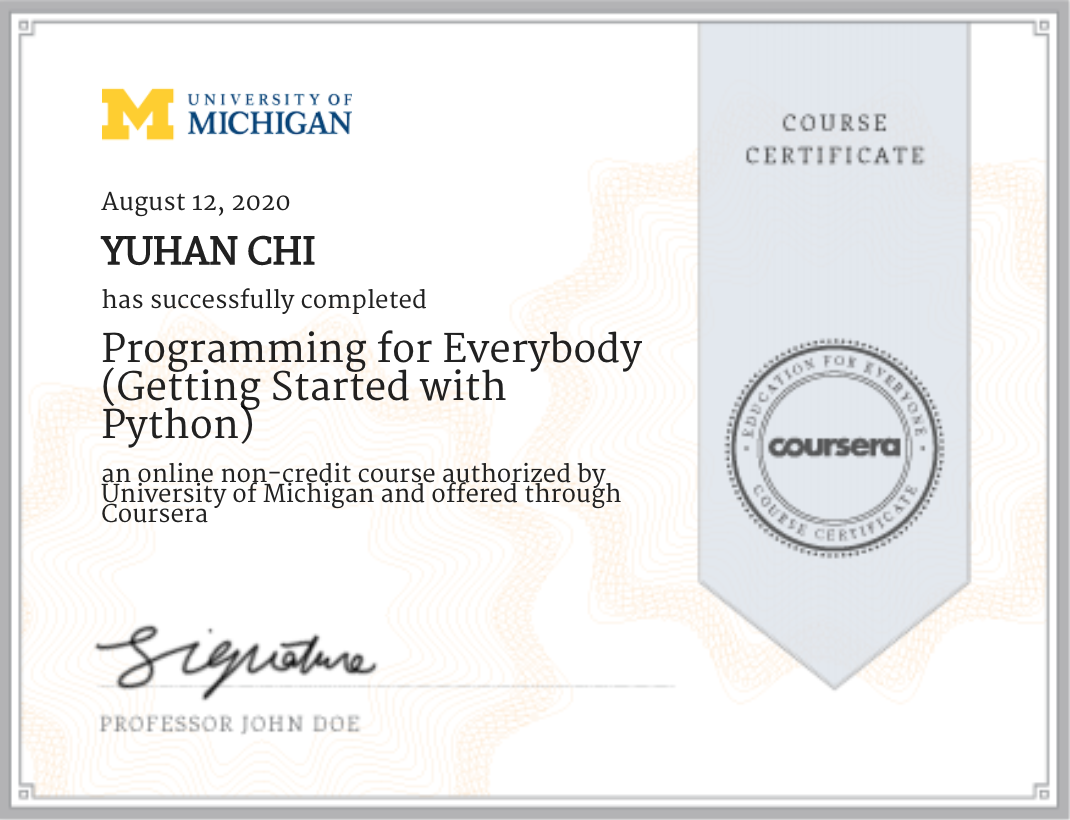 UNIVERSITY OF
MICHIGAN
COURSE
CERTIFICATE
August 12, 2020
YUHAN CHI
has successfully completed
Programming for Everybody
(Getting Started with
Python)
an online non-credit course authorized by
University of Michigan and offered through
Coursera
EDUCATION FOR EVERYONE
coursera
COURSE CERTIFICATE
Signature
PROFESSOR JOHN DOE